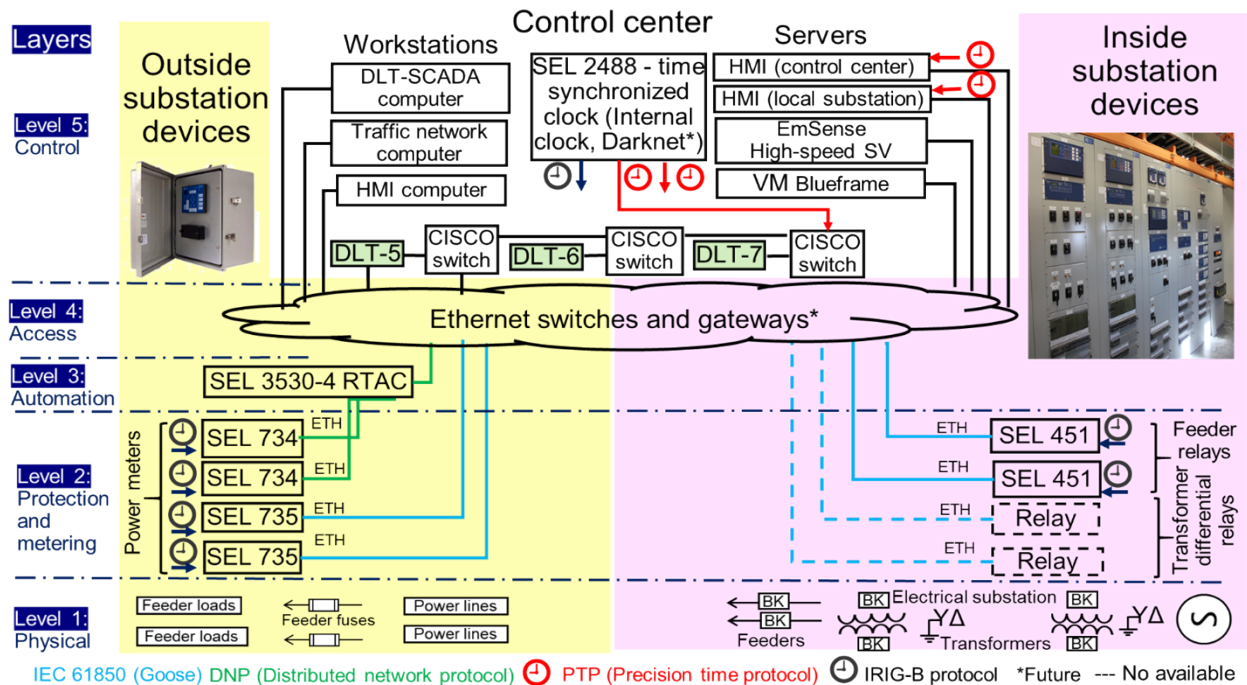 Layers
Control center
Outside
substation
devices
Workstations
DLT-SCADA
computer
Traffic network
computer
HMI computer
SEL 2488 - time
synchronized
clock (Internal
clock, Darknet*)
Servers
HMI (control center)
HMI (local substation)
EmSense
High-speed SV
VM Blueframe
Inside
substation
devices
Level 5:
Control
DLT-5
CISCO
switch
DLT-6
CISCO
switch
DLT-7
CISCO
switch
Level 4:
Access
Ethernet switches and gateways*
Level 3:
Automation
SEL 3530-4 RTAC
Level 2:
Protection
and
metering
Power meters
SEL 734
ETH
SEL 734
ETH
SEL 735
ETH
SEL 735
ETH
ETH
SEL 451
ETH
SEL 451
ETH
Relay
ETH
Relay
Feeder
relays
Transformer
differential
relays
Level 1:
Physical
Feeder loads
Feeder loads
Feeder fuses
Power lines
Power lines
BK
BK
Feeders
BK
BK
Electrical substation
Transformers
YΔ
BK
BK
YΔ
S
IEC 61850 (Goose) DNP (Distributed network protocol) PTP (Precision time protocol) IRIG-B protocol *Future --- No available